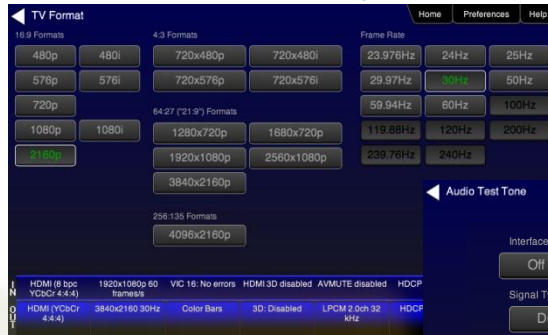 TV Format
Home Preferences Help
16:9 Formats 4:3 Formats Frame Rate
480p 480i 720x480p 720x480i 23.976Hz 24Hz 25Hz
576p 576i 720x576p 720x576i 29.97Hz 30Hz 50Hz
720p 59.94Hz 60Hz 100Hz
64:27 ("21:9") Formats
1080p 1080i 1280x720p 1680x720p 119.88Hz 120Hz 200Hz
2160p 1920x1080p 2560x1080p 239.76Hz 240Hz
3840x2160p
Audio Test Tone
256:135 Formats
4096x2160p
Interface
Off
IN HDMI (8 bpc YCbCr 4:4:4) 1920x1080p 60 frames/s VIC 16: No errors HDMI 3D disabled AVMUTE disabled HDCP
Signal Ty
OUT HDMI (YCbCr 4:4:4) 3840x2160 30Hz Color Bars 3D: Disabled LPCM 2.0ch 32 kHz HDCP
D